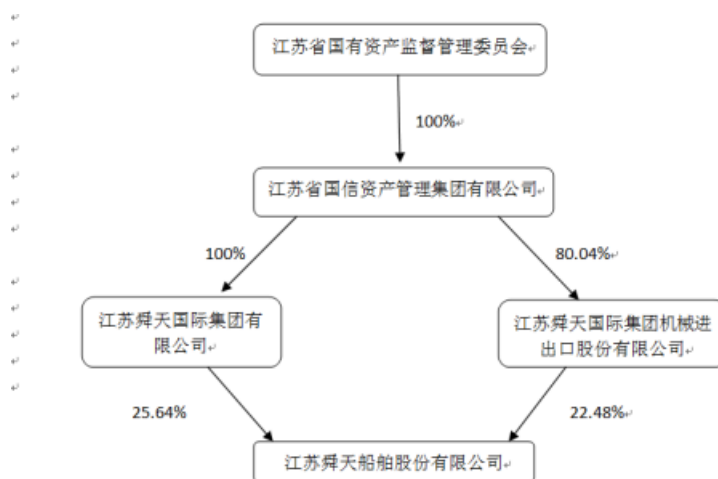 江苏省国有资产监督管理委员会
100%
江苏省国信资产管理集团有限公司
100%
80.04%
江苏舜天国际集团有
限公司
江苏舜天国际集团机械进
出口股份有限公司
25.64%
22.48%
江苏舜天船舶股份有限公司